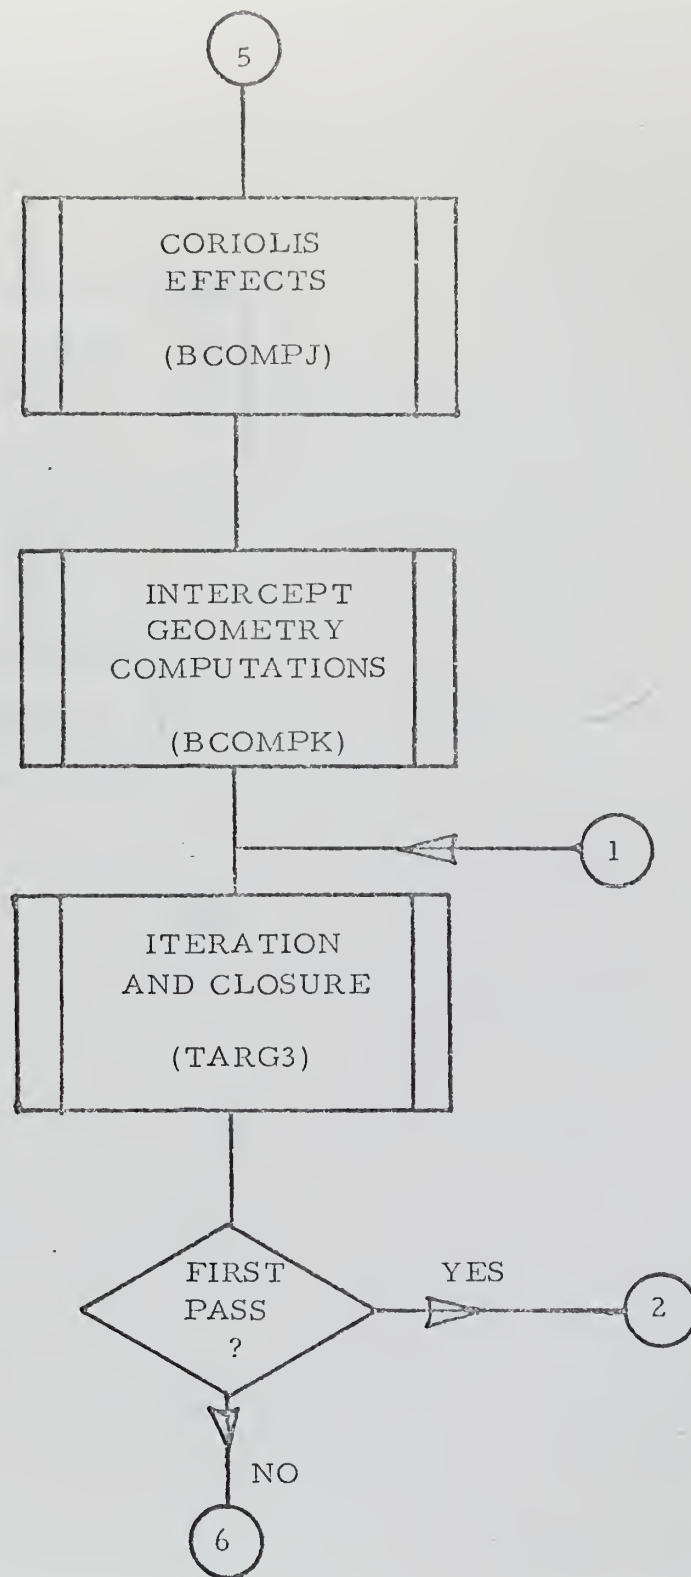 5
CORIOLIS
EFFECTS
(BCOMPJ)
INTERCEPT
GEOMETRY
COMPUTATIONS
(BCOMPK)
1
ITERATION
AND CLOSURE
(TARG3)
FIRST
PASS
?
YES
2
NO
6